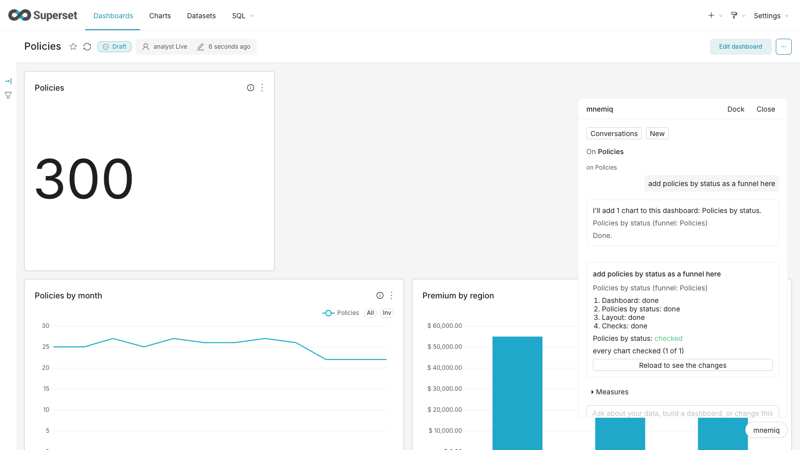 Superset
Dashboards
Charts
Datasets
SQL
Settings
Policies
Draft
analyst Live
6 seconds ago
Edit dashboard
Policies
300
mnemiq
Dock
Close
Conversations
New
On Policies
on Policies
add policies by status as a funnel here
I'll add 1 chart to this dashboard: Policies by status.
Policies by status (funnel: Policies)
Done.
add policies by status as a funnel here
Policies by status (funnel: Policies)
1. Dashboard: done
2. Policies by status: done
3. Layout: done
4. Checks: done
Policies by status: checked
every chart checked (1 of 1)
Reload to see the changes
Measures
Ask about your data, build a dashboard, or change this
mnemiq
Policies by month
Policies
All
Inv
30
25
20
15
10
5
Premium by region
$ 60,000.00
$ 50,000.00
$ 40,000.00
$ 30,000.00
$ 20,000.00
$ 10,000.00